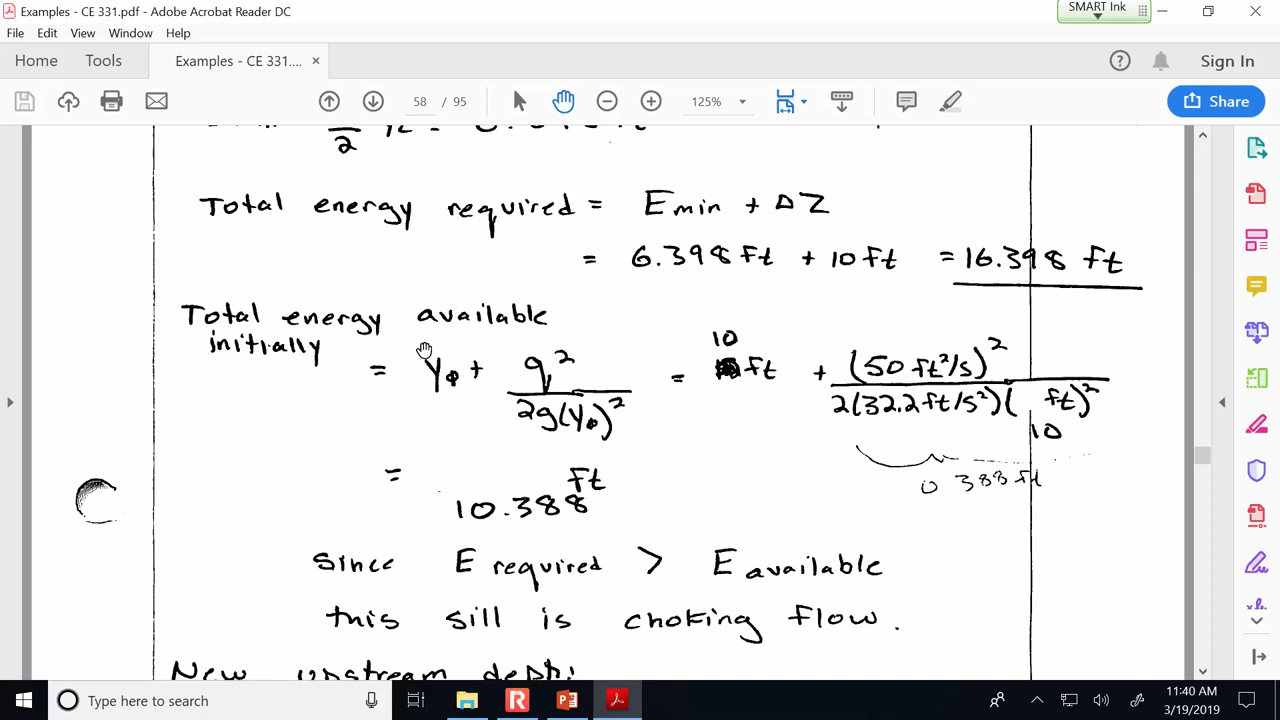 Examples - CE 331.pdf - Adobe Acrobat Reader DC
SMART Ink
File Edit View Window Help
Home Tools Examples - CE 331.... × Sign In
58 / 95 125% Share
2
Total energy required = Emin + ΔZ
= 6.398 ft + 10 ft = 16.398 ft
Total energy available
initially
= y₀ + q² / 2g(y₀)² = 10 ft + (50 ft²/s)² / 2(32.2 ft/s²)( ft)²
10
0 388 ft
= ft
10.388
since E required > E available
this sill is choking flow.
New upstream depth:
Type here to search
11:40 AM
3/19/2019